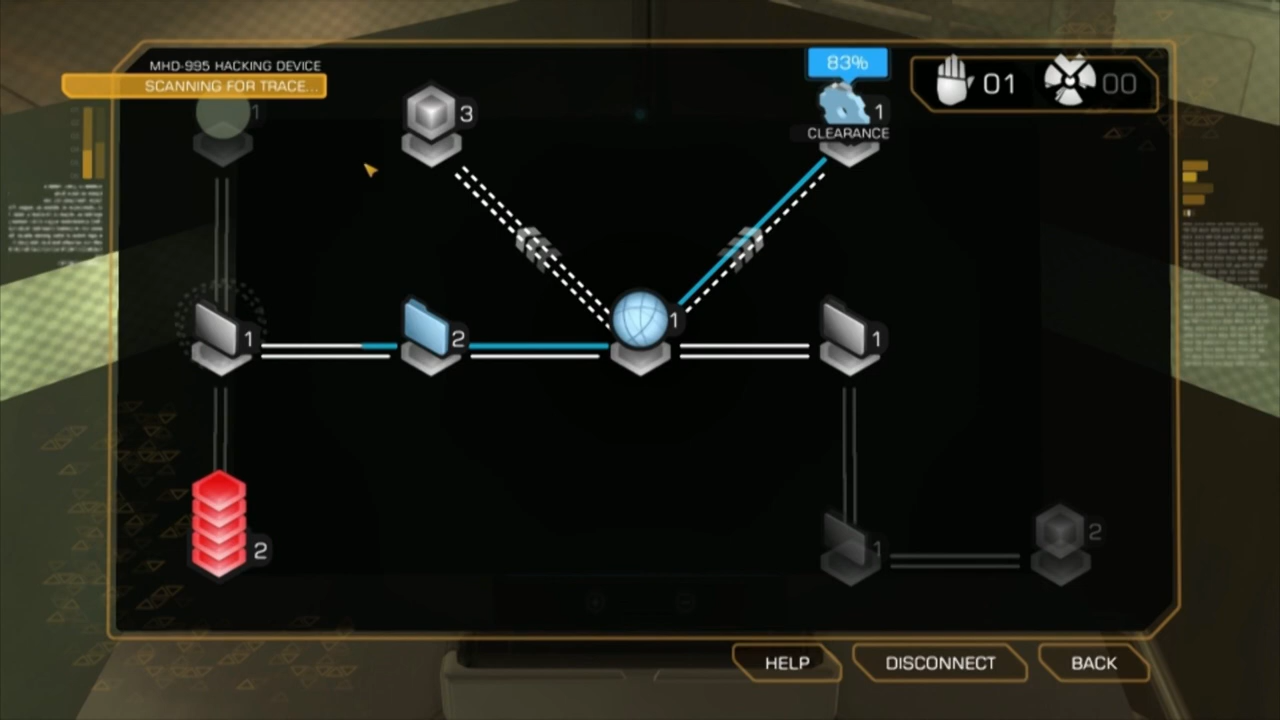 MHD-995 HACKING DEVICE
SCANNING FOR TRACE...
83%
01
00
1
3
1
CLEARANCE
1
2
1
1
2
1
2
HELP
DISCONNECT
BACK